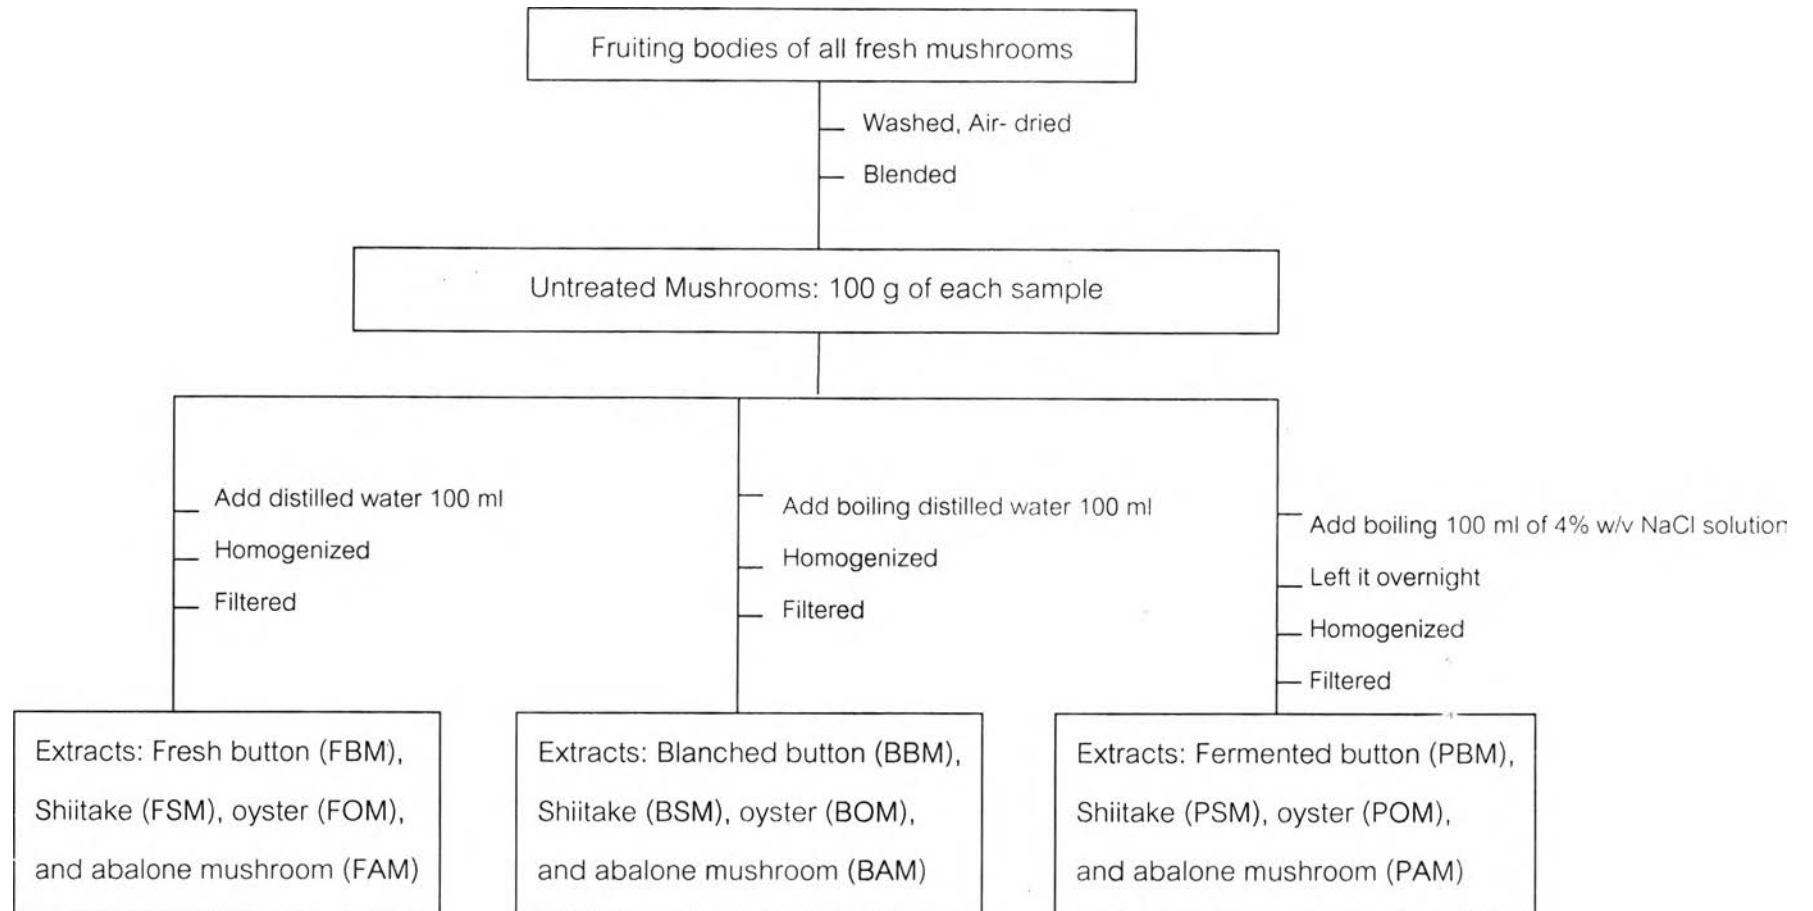 Fruiting bodies of all fresh mushrooms
Washed, Air- dried
Blended
Untreated Mushrooms: 100 g of each sample
Add distilled water 100 ml
Homogenized
Filtered
Add boiling distilled water 100 ml
Homogenized
Filtered
Add boiling 100 ml of 4% w/v NaCl solution
Left it overnight
Homogenized
Filtered
Extracts: Fresh button (FBM),
Shiitake (FSM), oyster (FOM),
and abalone mushroom (FAM)
Extracts: Blanched button (BBM),
Shiitake (BSM), oyster (BOM),
and abalone mushroom (BAM)
Extracts: Fermented button (PBM),
Shiitake (PSM), oyster (POM),
and abalone mushroom (PAM)